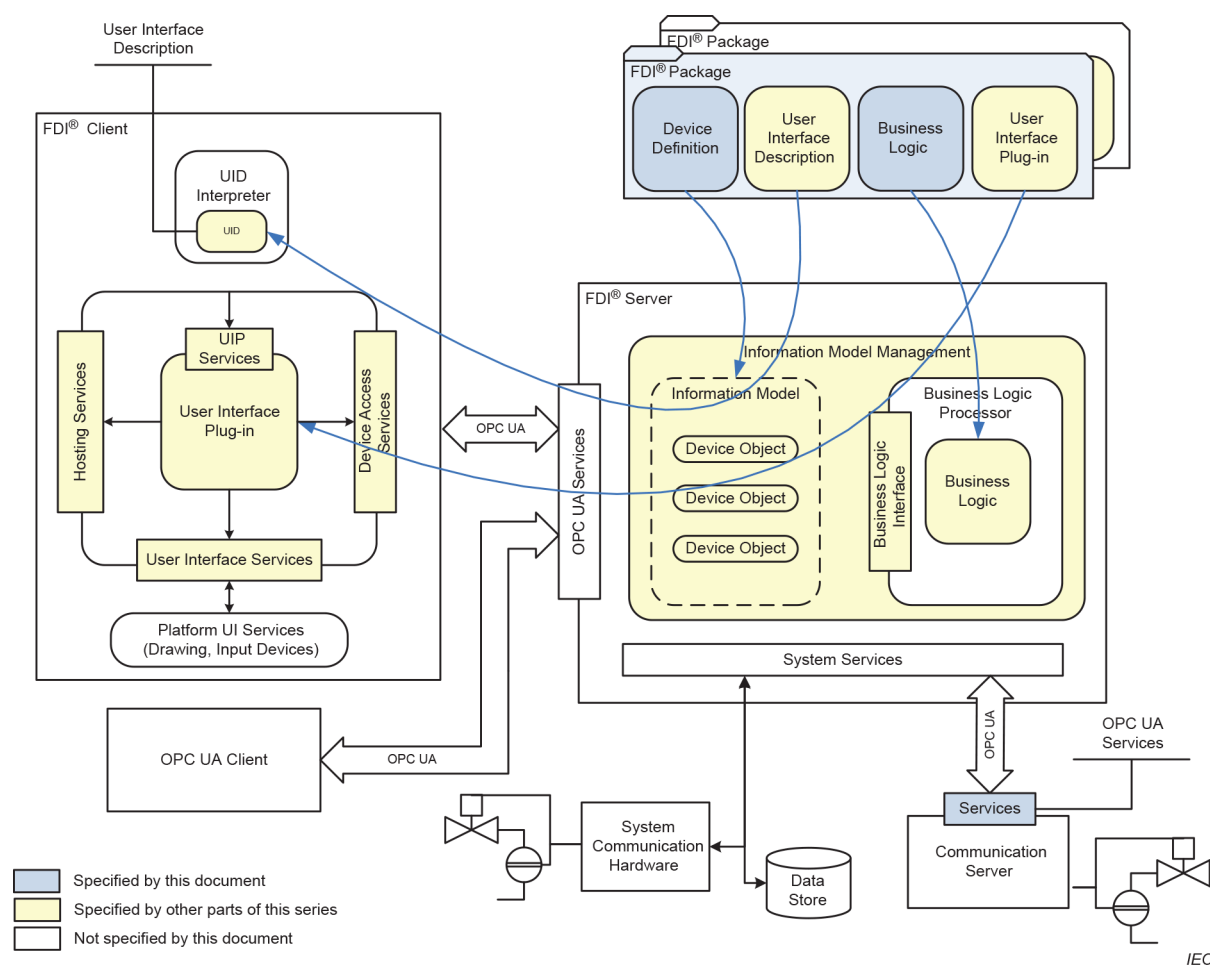 User Interface
Description
FDI® Package
FDI® Package
Device
Definition
User
Interface
Description
Business
Logic
User
Interface
Plug-in
FDI® Client
UID
Interpreter
UID
UIP
Services
Hosting Services
User Interface
Plug-in
Device Access
Services
User Interface Services
Platform UI Services
(Drawing, Input Devices)
OPC UA
FDI® Server
OPC UA Services
Information Model Management
Information Model
Device Object
Device Object
Device Object
Business Logic
Processor
Business Logic
Interface
Business
Logic
System Services
OPC UA Client
OPC UA
OPC UA
OPC UA
Services
Services
Communication
Server
System
Communication
Hardware
Data
Store
Specified by this document
Specified by other parts of this series
Not specified by this document
IEC